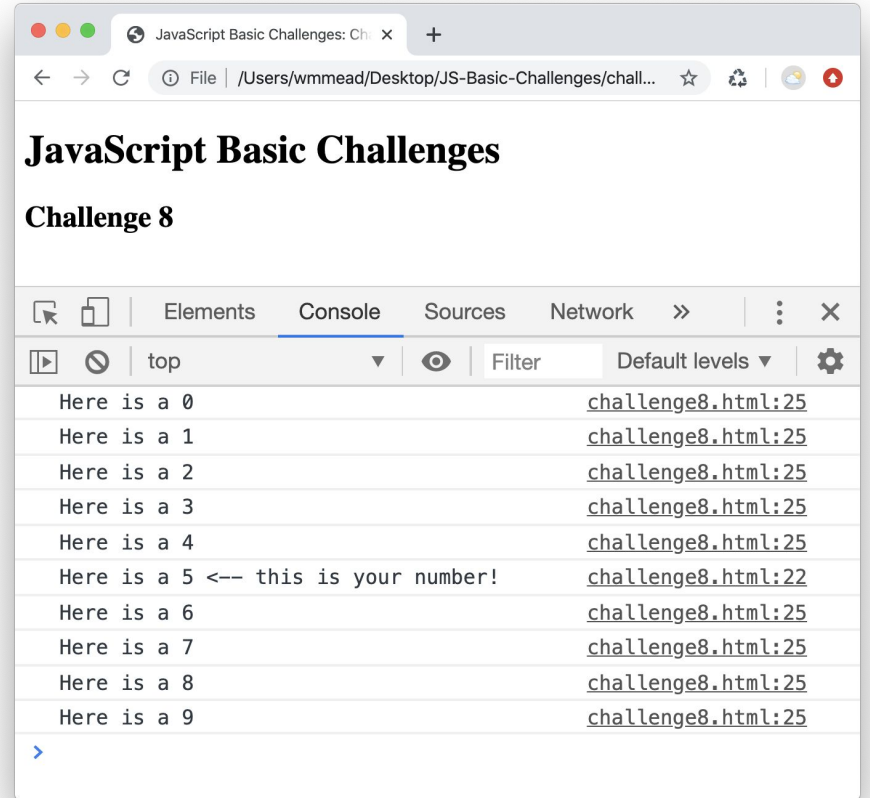 JavaScript Basic Challenges: Ch
File /Users/wmmead/Desktop/JS-Basic-Challenges/chall...
JavaScript Basic Challenges
Challenge 8
Elements Console Sources Network »
top Filter Default levels
Here is a 0 challenge8.html:25
Here is a 1 challenge8.html:25
Here is a 2 challenge8.html:25
Here is a 3 challenge8.html:25
Here is a 4 challenge8.html:25
Here is a 5 <-- this is your number! challenge8.html:22
Here is a 6 challenge8.html:25
Here is a 7 challenge8.html:25
Here is a 8 challenge8.html:25
Here is a 9 challenge8.html:25